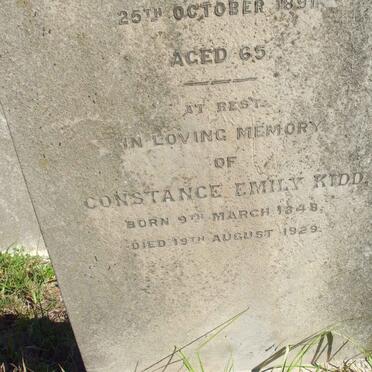 25TH OCTOBER 1891.
AGED 65
AT REST
IN LOVING MEMORY
OF
CONSTANCE EMILY KIDD.
BORN 9TH MARCH 1848,
DIED 19TH AUGUST 1929.